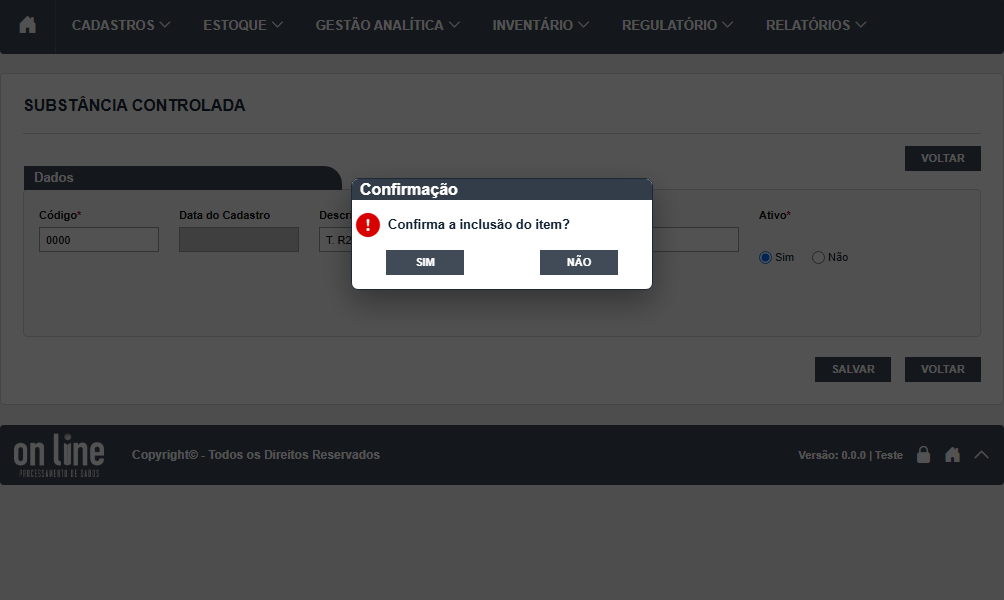 CADASTROS ESTOQUE GESTÃO ANALÍTICA INVENTÁRIO REGULATÓRIO RELATÓRIOS
SUBSTÂNCIA CONTROLADA
VOLTAR
Dados
Confirmação
Confirma a inclusão do item?
SIM NÃO
Código* Data do Cadastro Descri Ativo*
0000 T. R2
Sim Não
SALVAR VOLTAR
on line
PROCESSAMENTO DE DADOS
Copyright© - Todos os Direitos Reservados
Versão: 0.0.0 | Teste